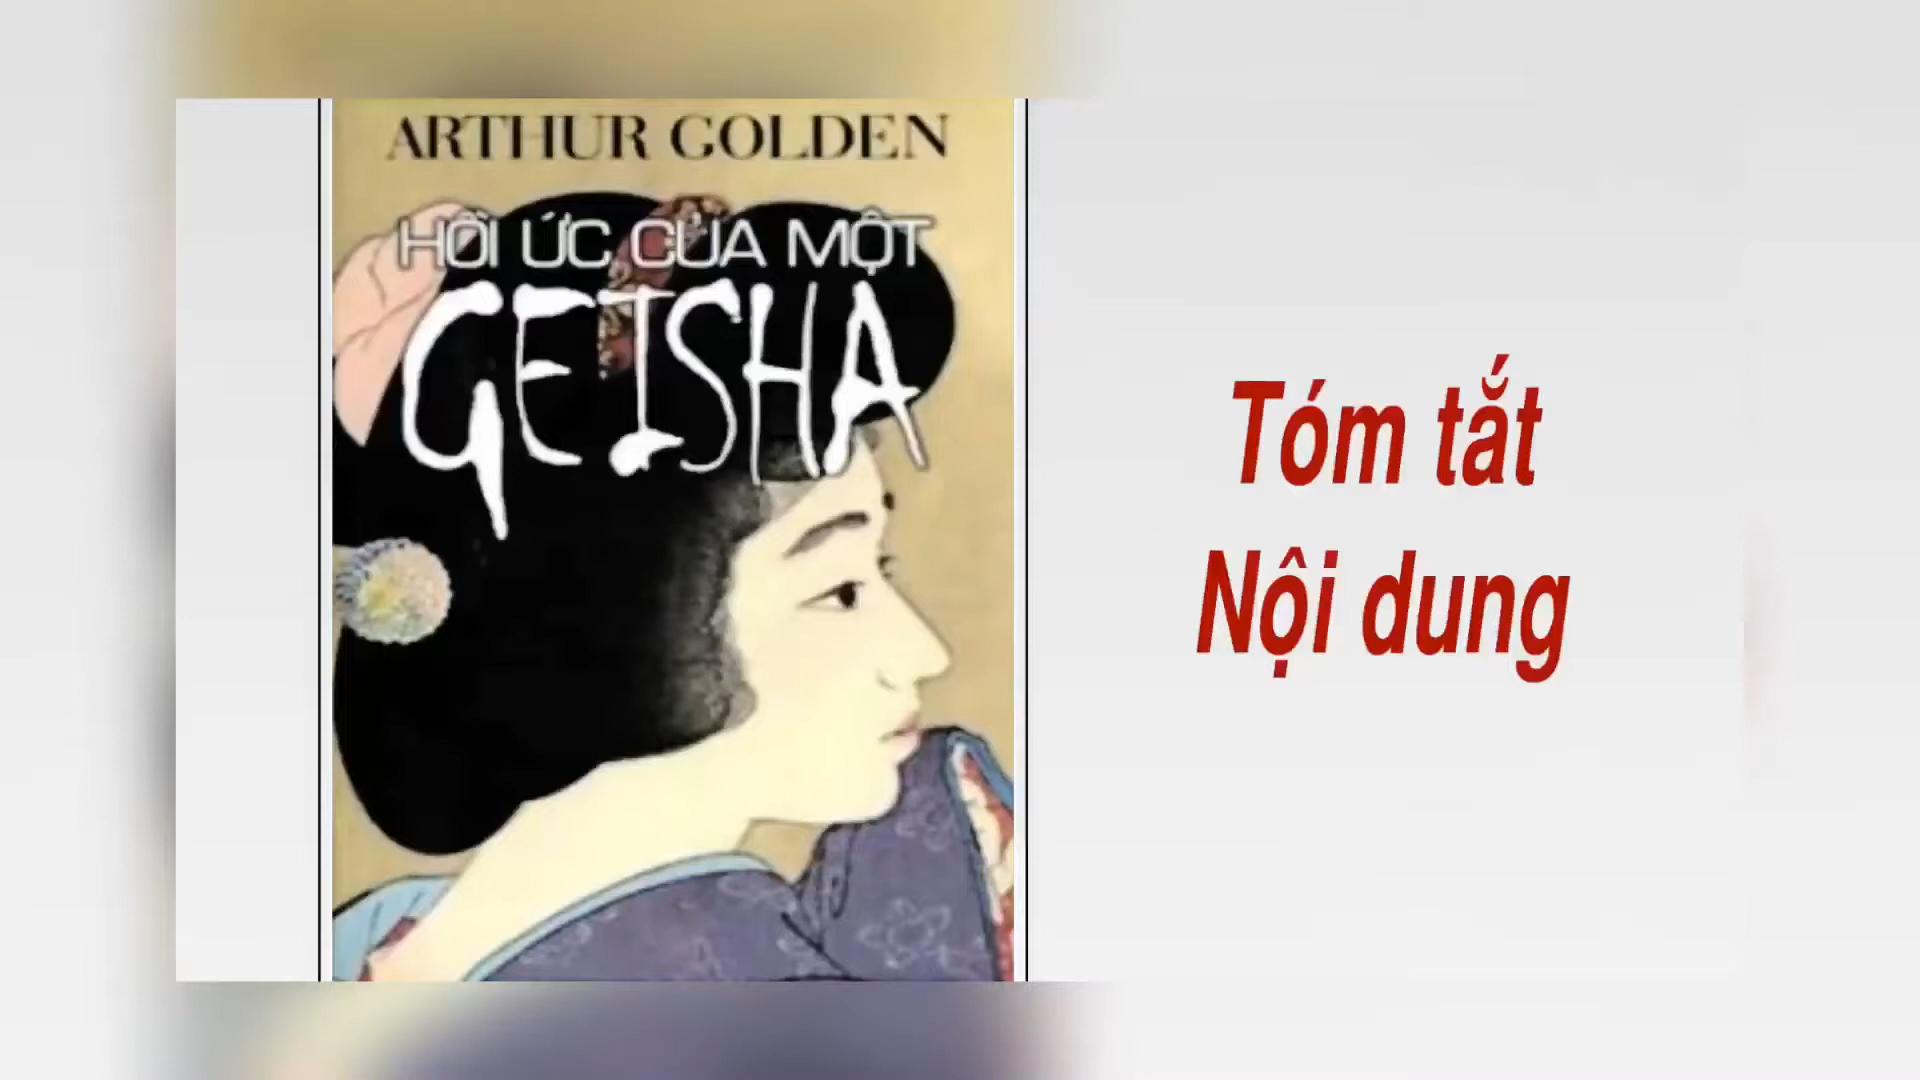 ARTHUR GOLDEN
HỒI ỨC CỦA MỘT
GEISHA
Tóm tắt
Nội dung